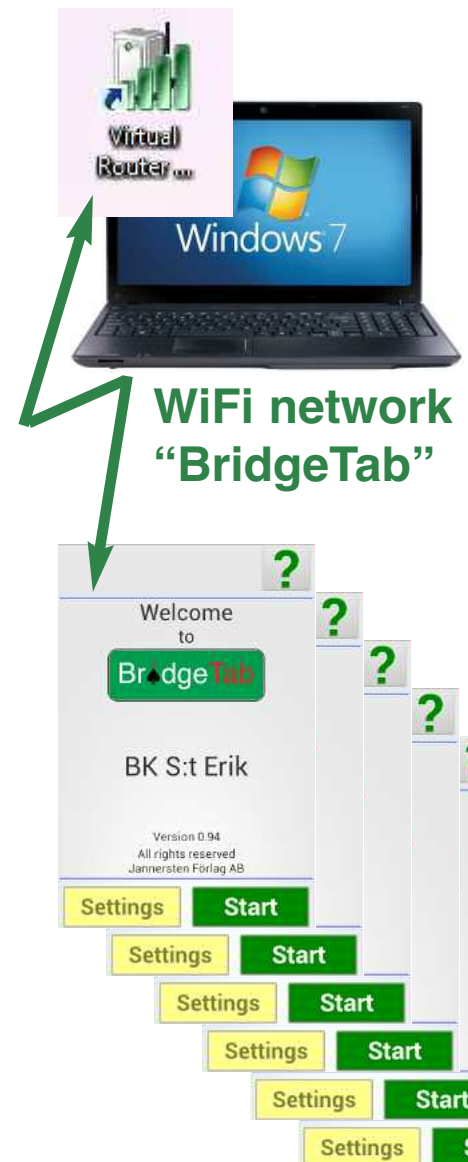 Virtual
Router ...
Windows 7
WiFi network
“BridgeTab”
?
Welcome
to
BridgeTab
BK S:t Erik
Version 0.94
All rights reserved
Jannersten Förlag AB
Settings Start
?
Settings Start
?
Settings Start
?
Settings Start
Settings Start
Settings